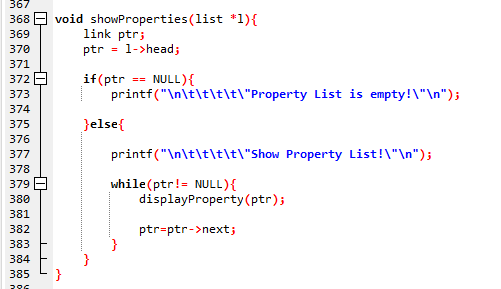 367
368 void showProperties(list *l){
369 link ptr;
370 ptr = l->head;
371
372 if(ptr == NULL){
373 printf("\n\t\t\t\t\"Property List is empty!\"\n");
374
375 }else{
376
377 printf("\n\t\t\t\t\"Show Property List!\"\n");
378
379 while(ptr!= NULL){
380 displayProperty(ptr);
381
382 ptr=ptr->next;
383 }
384 }
385 }
386